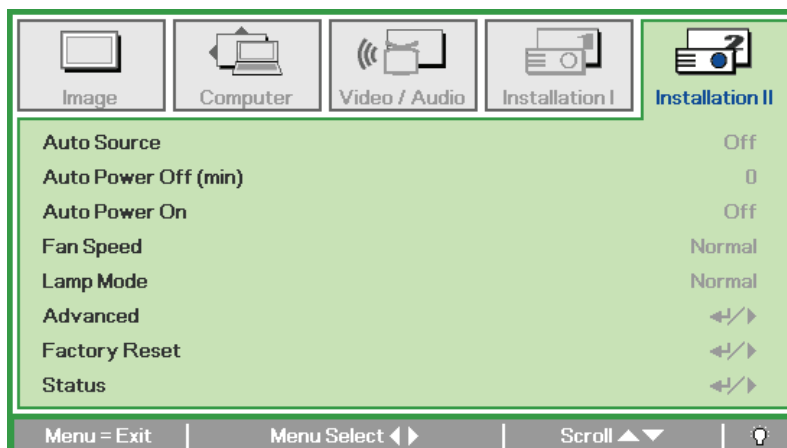 Image Computer Video / Audio Installation I Installation II
Auto Source Off
Auto Power Off (min) 0
Auto Power On Off
Fan Speed Normal
Lamp Mode Normal
Advanced
Factory Reset
Status
Menu = Exit Menu Select Scroll